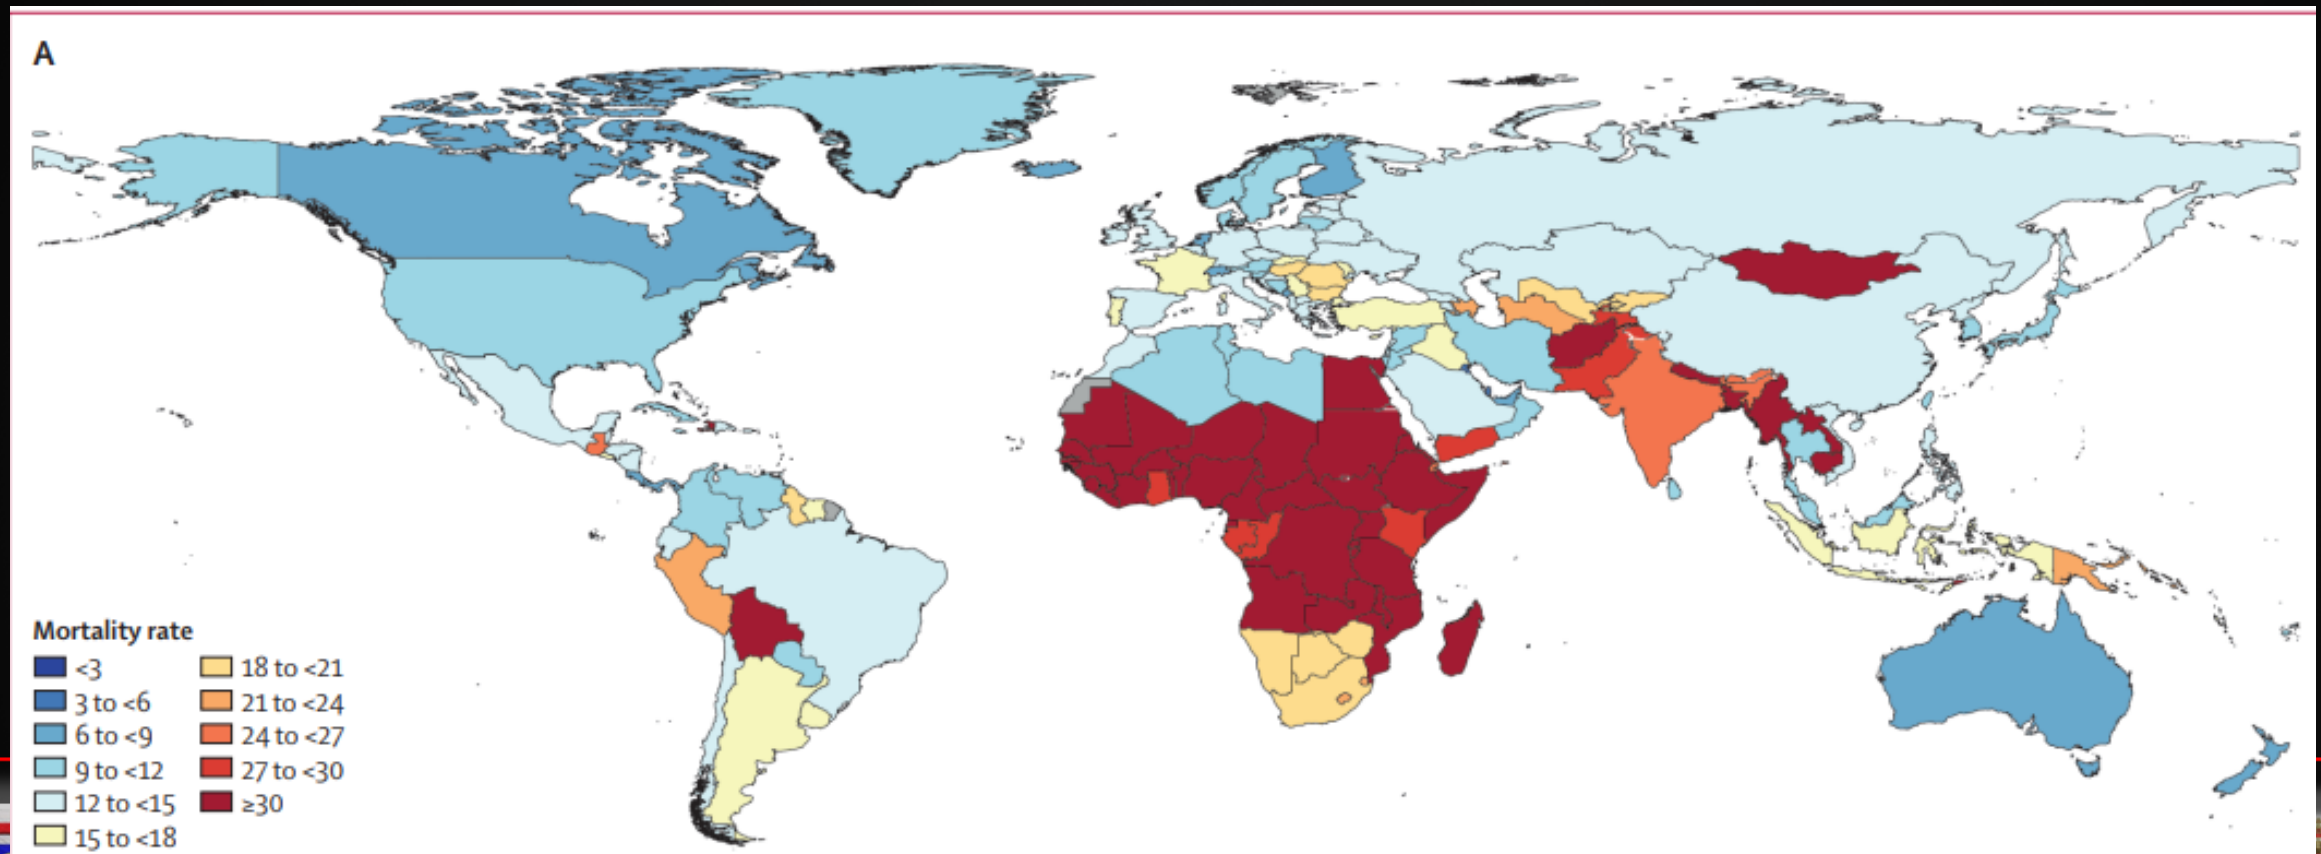 A
Mortality rate
<3
3 to <6
6 to <9
9 to <12
12 to <15
15 to <18
18 to <21
21 to <24
24 to <27
27 to <30
≥30